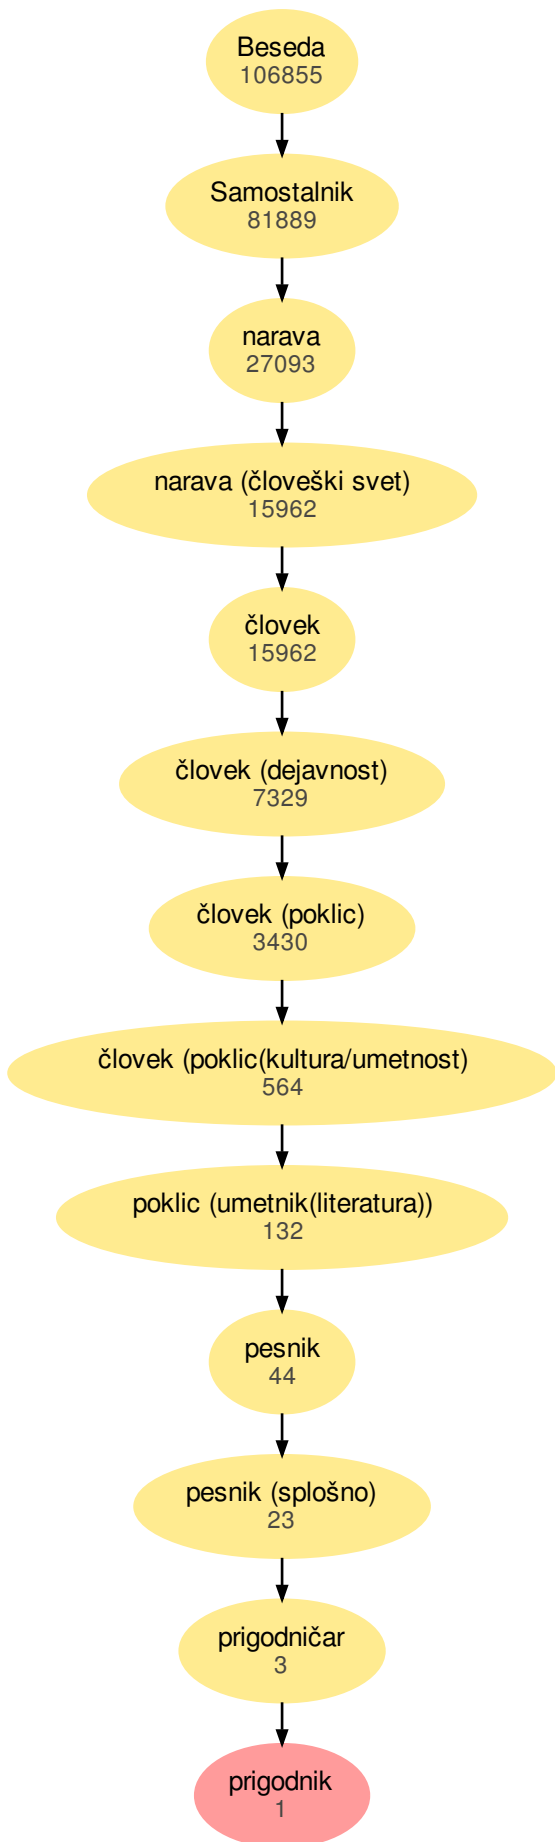 Beseda
106855
Samostalnik
81889
narava
27093
narava (človeški svet)
15962
človek
15962
človek (dejavnost)
7329
človek (poklic)
3430
človek (poklic(kultura/umetnost)
564
poklic (umetnik(literatura))
132
pesnik
44
pesnik (splošno)
23
prigodničar
3
prigodnik
1